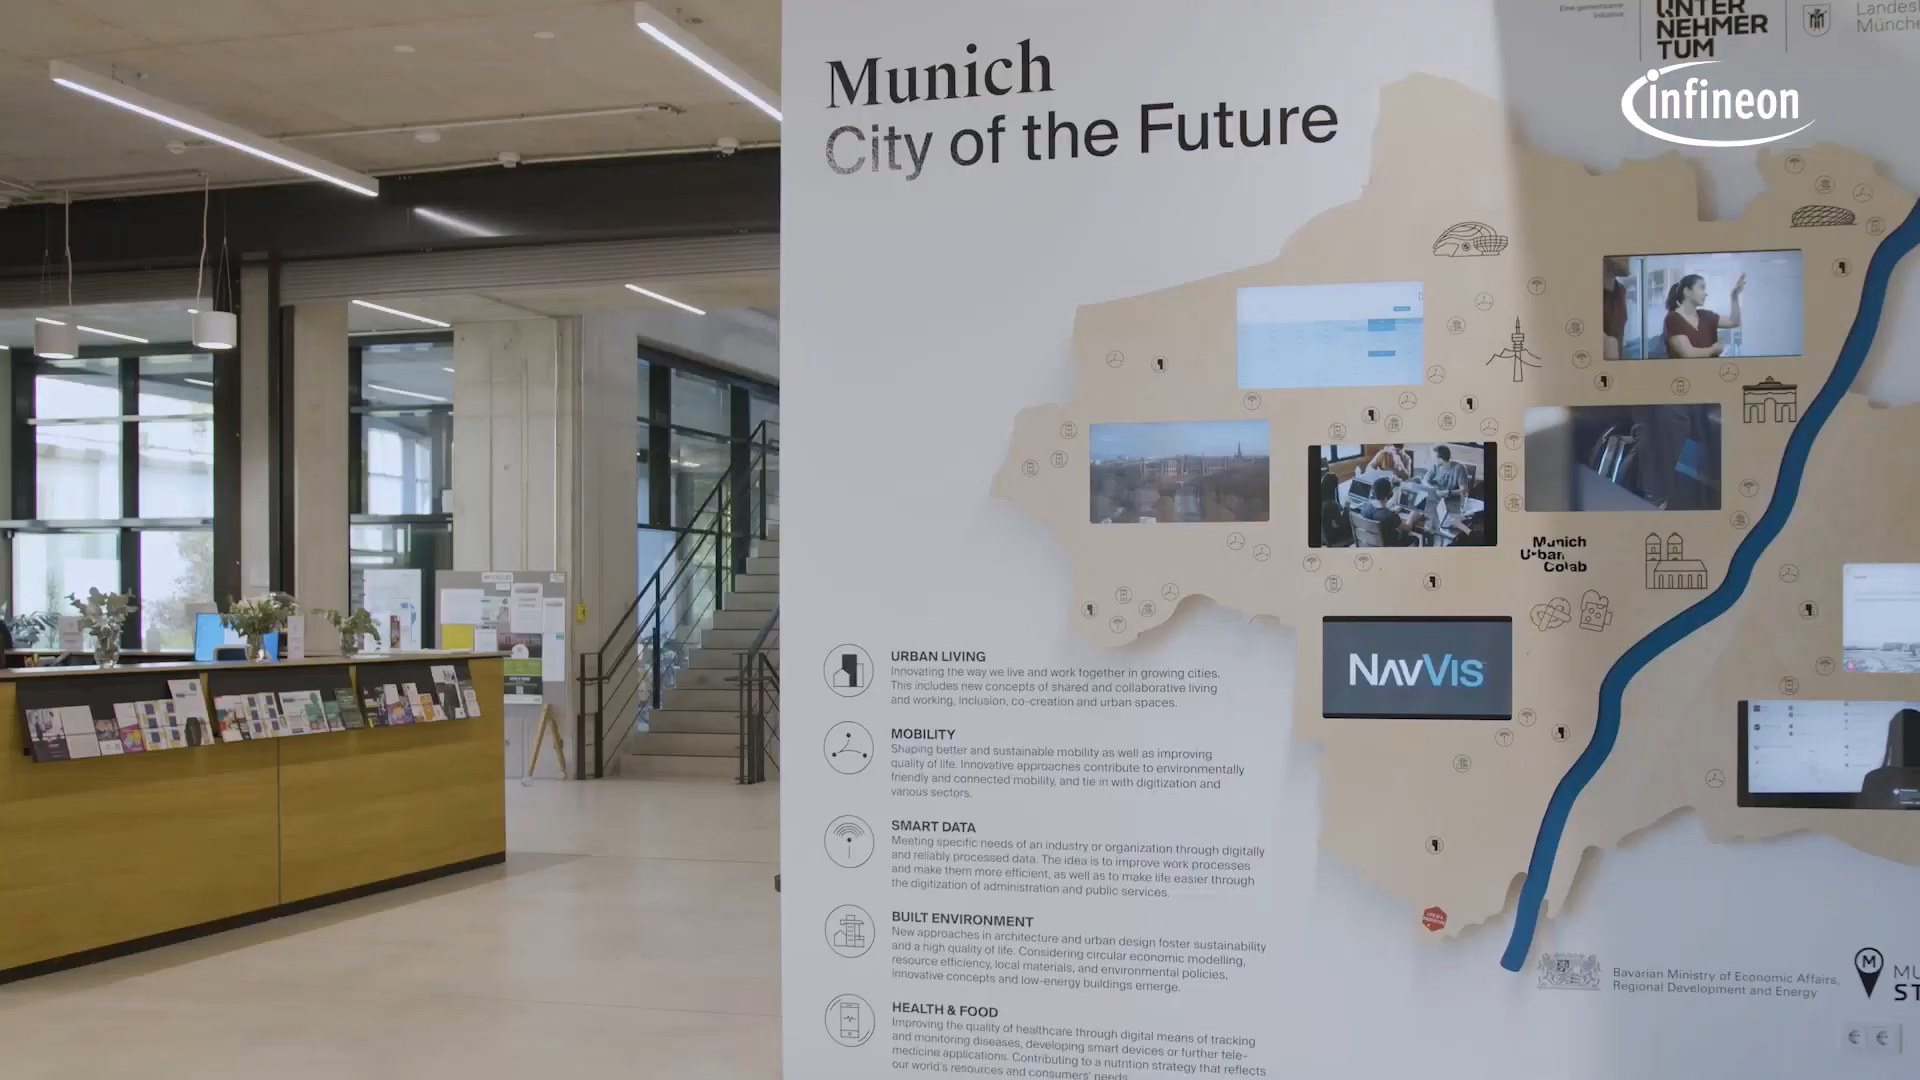 Eine gemeinsame
Initiative
UNTER
NEHMER
TUM
infineon
Munich
City of the Future
Munich
Urban
Colab
NavVis
URBAN LIVING
Innovating the way we live and work together in growing cities.
This includes new concepts of shared and collaborative living
and working, inclusion, co-creation and urban spaces.
MOBILITY
Shaping better and sustainable mobility as well as improving
quality of life. Innovative approaches contribute to environmentally
friendly and connected mobility, and tie in with digitization and
various sectors.
SMART DATA
Meeting specific needs of an industry or organization through digitally
and reliably processed data. The idea is to improve work processes
and make them more efficient, as well as to make life easier through
the digitization of administration and public services.
BUILT ENVIRONMENT
New approaches in architecture and urban design foster sustainability
and a high quality of life. Considering circular economic modelling,
resource efficiency, local materials, and environmental policies,
innovative concepts and low-energy buildings emerge.
HEALTH & FOOD
Improving the quality of healthcare through digital means of tracking
and monitoring diseases, developing smart devices or further tele-
medicine applications. Contributing to a nutrition strategy that reflects
our world's resources and consumers' needs.
Bavarian Ministry of Economic Affairs,
Regional Development and Energy
M